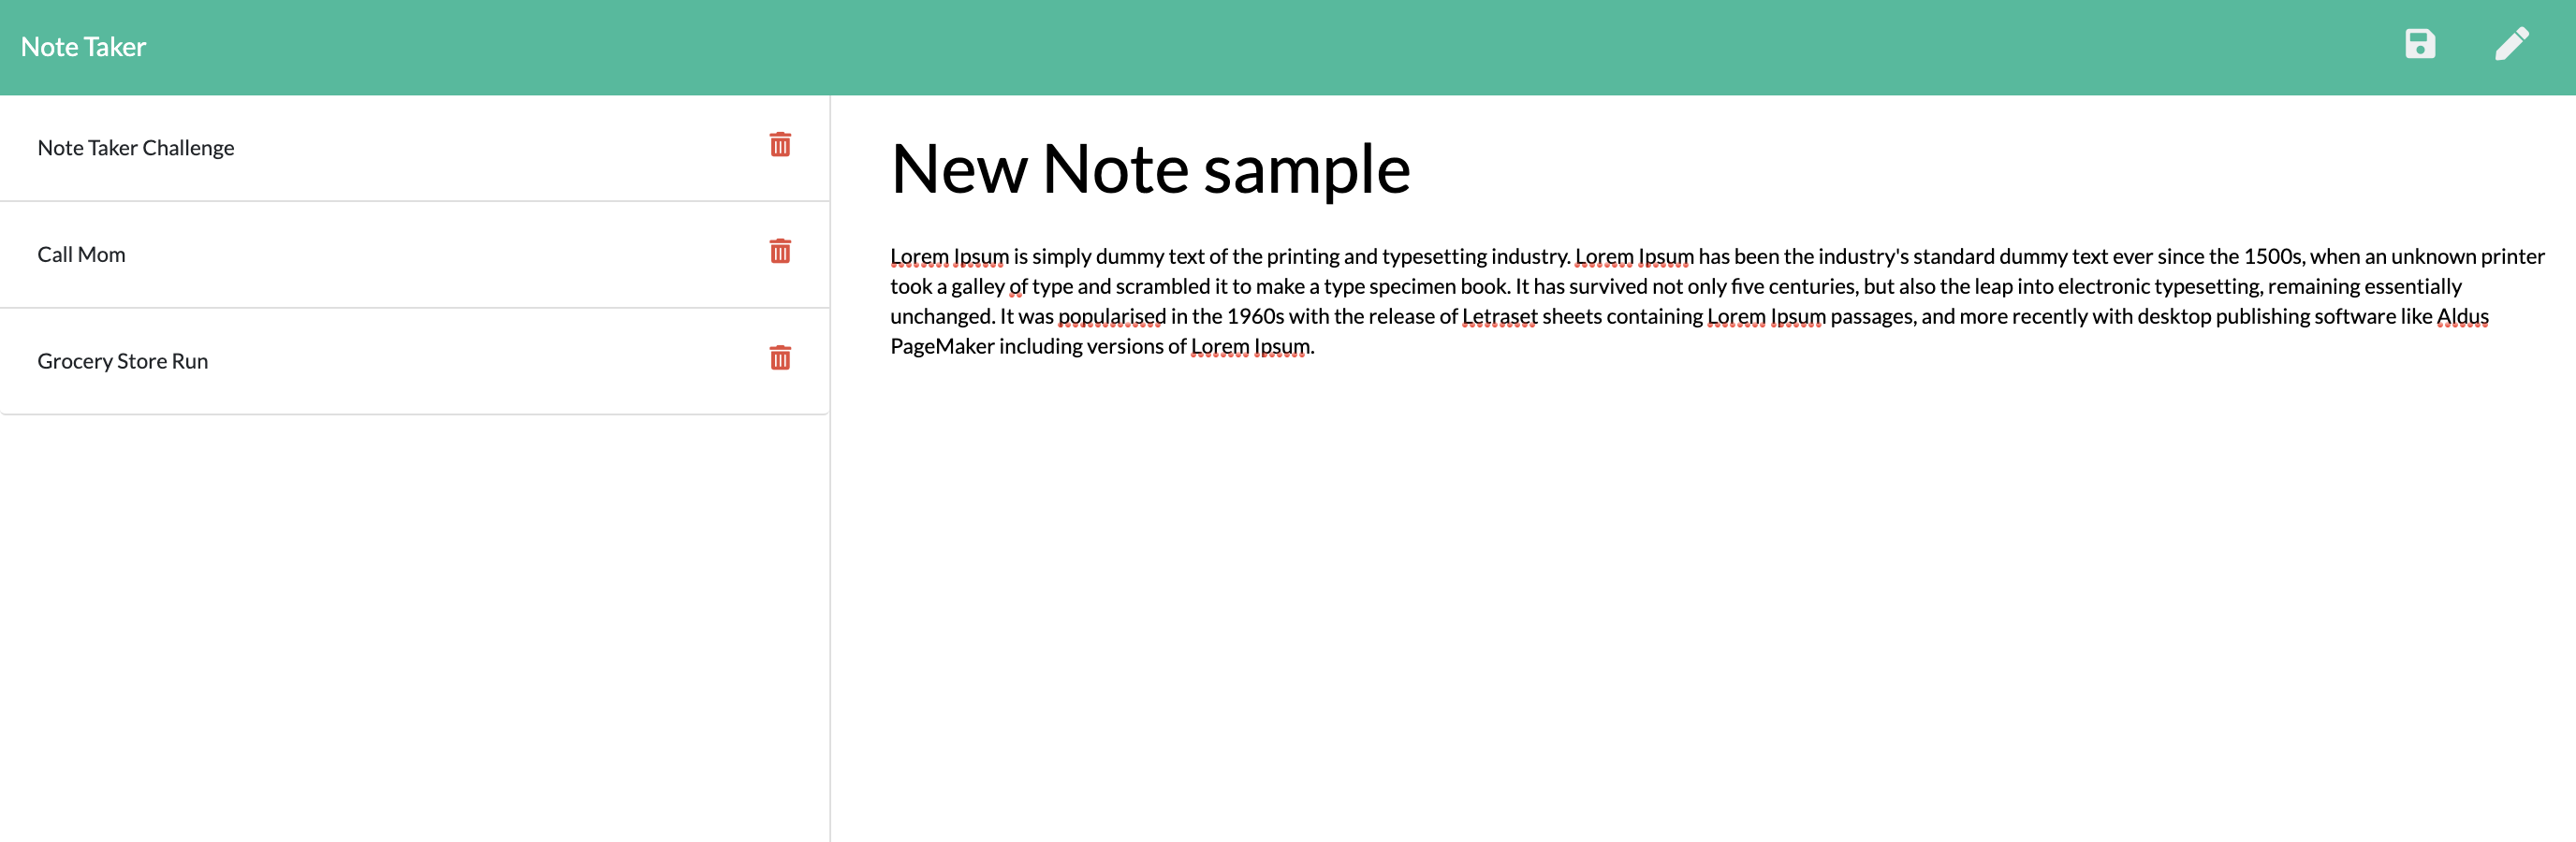 Note Taker
Note Taker Challenge
Call Mom
Grocery Store Run
New Note sample
Lorem Ipsum is simply dummy text of the printing and typesetting industry. Lorem Ipsum has been the industry's standard dummy text ever since the 1500s, when an unknown printer
took a galley of type and scrambled it to make a type specimen book. It has survived not only five centuries, but also the leap into electronic typesetting, remaining essentially
unchanged. It was popularised in the 1960s with the release of Letraset sheets containing Lorem Ipsum passages, and more recently with desktop publishing software like Aldus
PageMaker including versions of Lorem Ipsum.